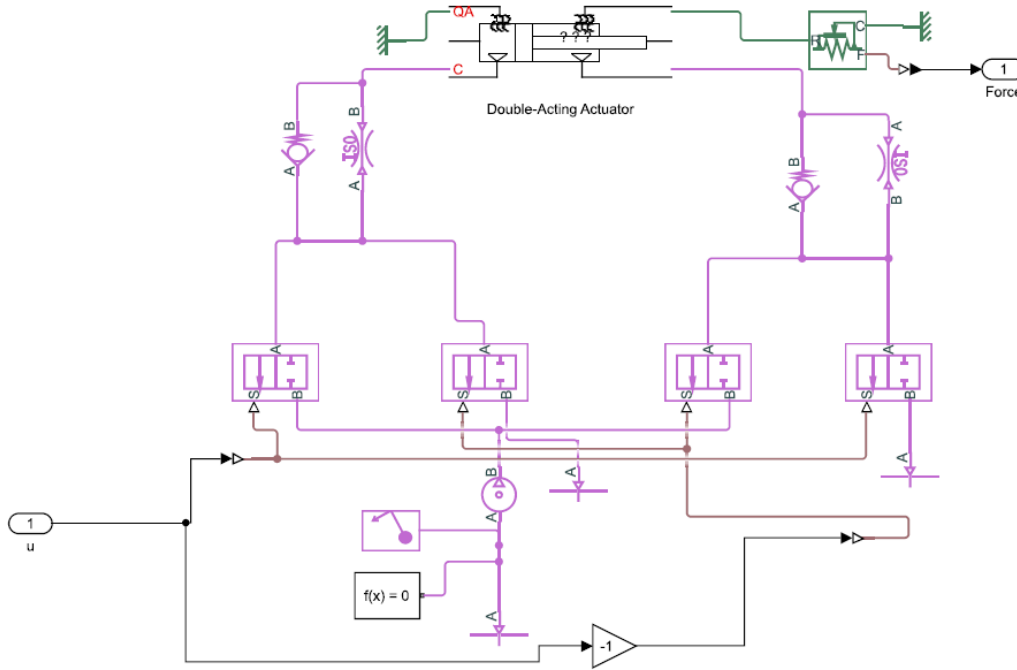 QA
? ? ?
C
R
F
C
1
Force
Double-Acting Actuator
B
B
ISO
A
A
A
ISO
B
B
A
A
A
A
A
S
B
S
B
S
B
S
B
B
A
A
A
1
u
f(x) = 0
A
-1